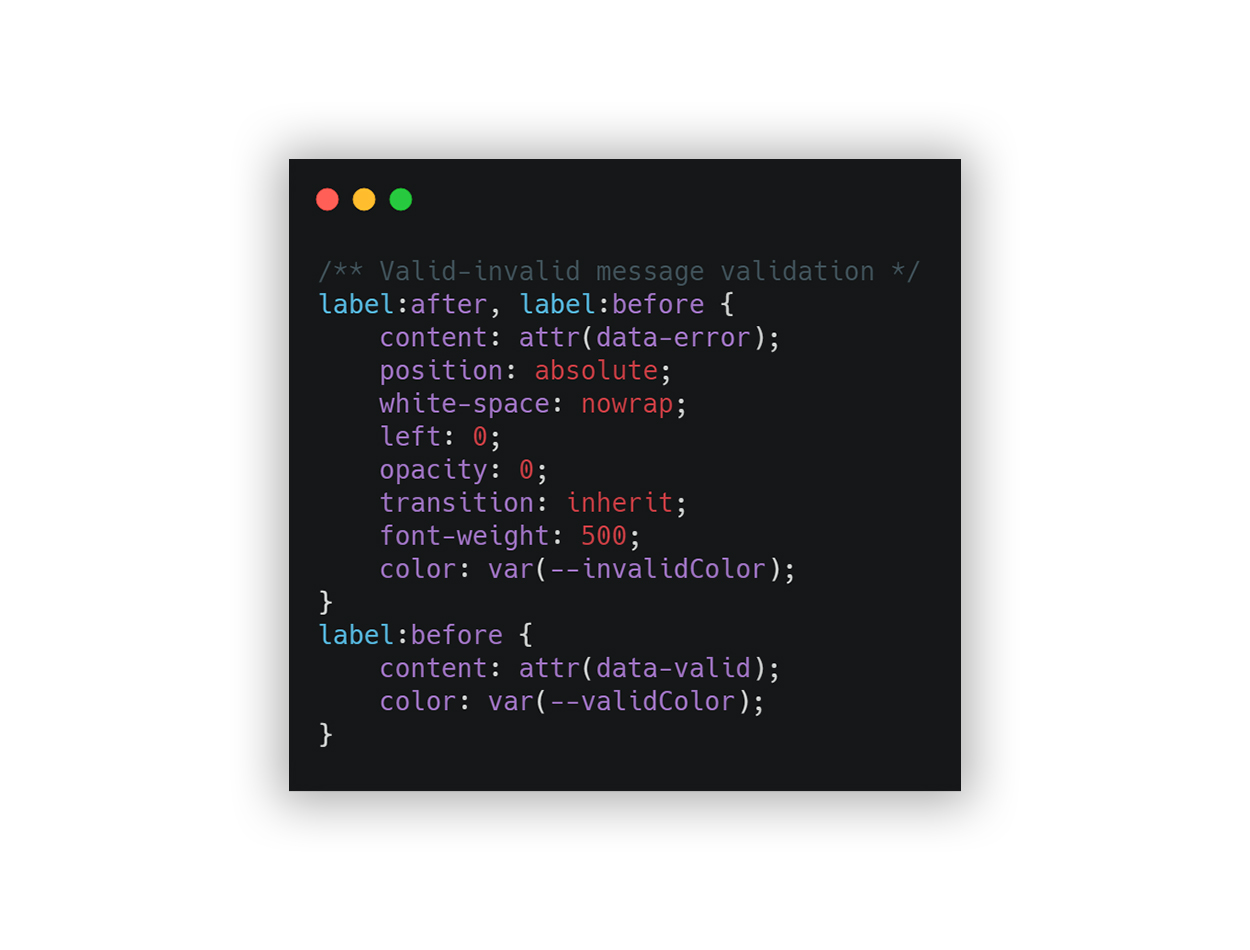 /** Valid-invalid message validation */
label:after, label:before {
    content: attr(data-error);
    position: absolute;
    white-space: nowrap;
    left: 0;
    opacity: 0;
    transition: inherit;
    font-weight: 500;
    color: var(--invalidColor);
}
label:before {
    content: attr(data-valid);
    color: var(--validColor);
}